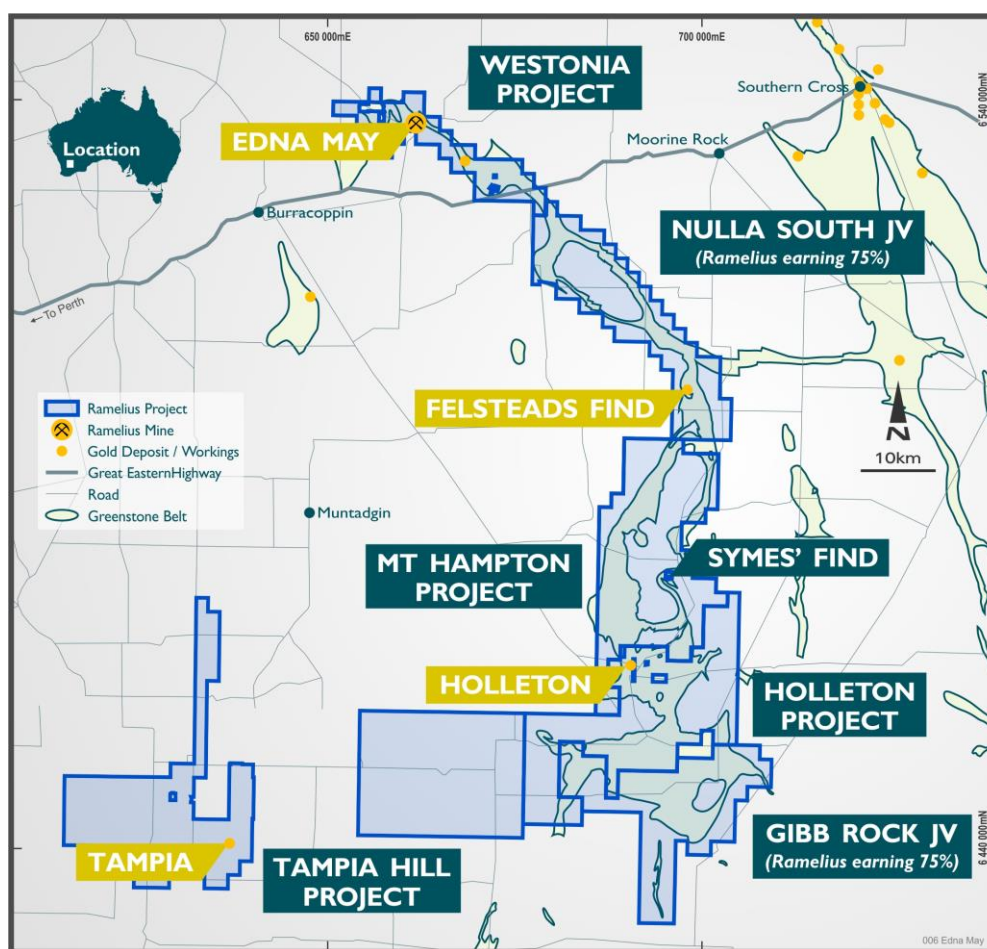 650 000mE
700 000mE
WESTONIA
PROJECT
Southern Cross
6 540 000mN
Location
EDNA MAY
Moorine Rock
Burracoppin
NULLA SOUTH JV
(Ramelius earning 75%)
To Perth
FELSTEADS FIND
Ramelius Project
Ramelius Mine
Gold Deposit / Workings
Great EasternHighway
Road
Greenstone Belt
N
10km
Muntadgin
MT HAMPTON
PROJECT
SYMES’ FIND
HOLLETON
HOLLETON
PROJECT
TAMPIA
TAMPIA HILL
PROJECT
GIBB ROCK JV
(Ramelius earning 75%)
6 440 000mN
006 Edna May